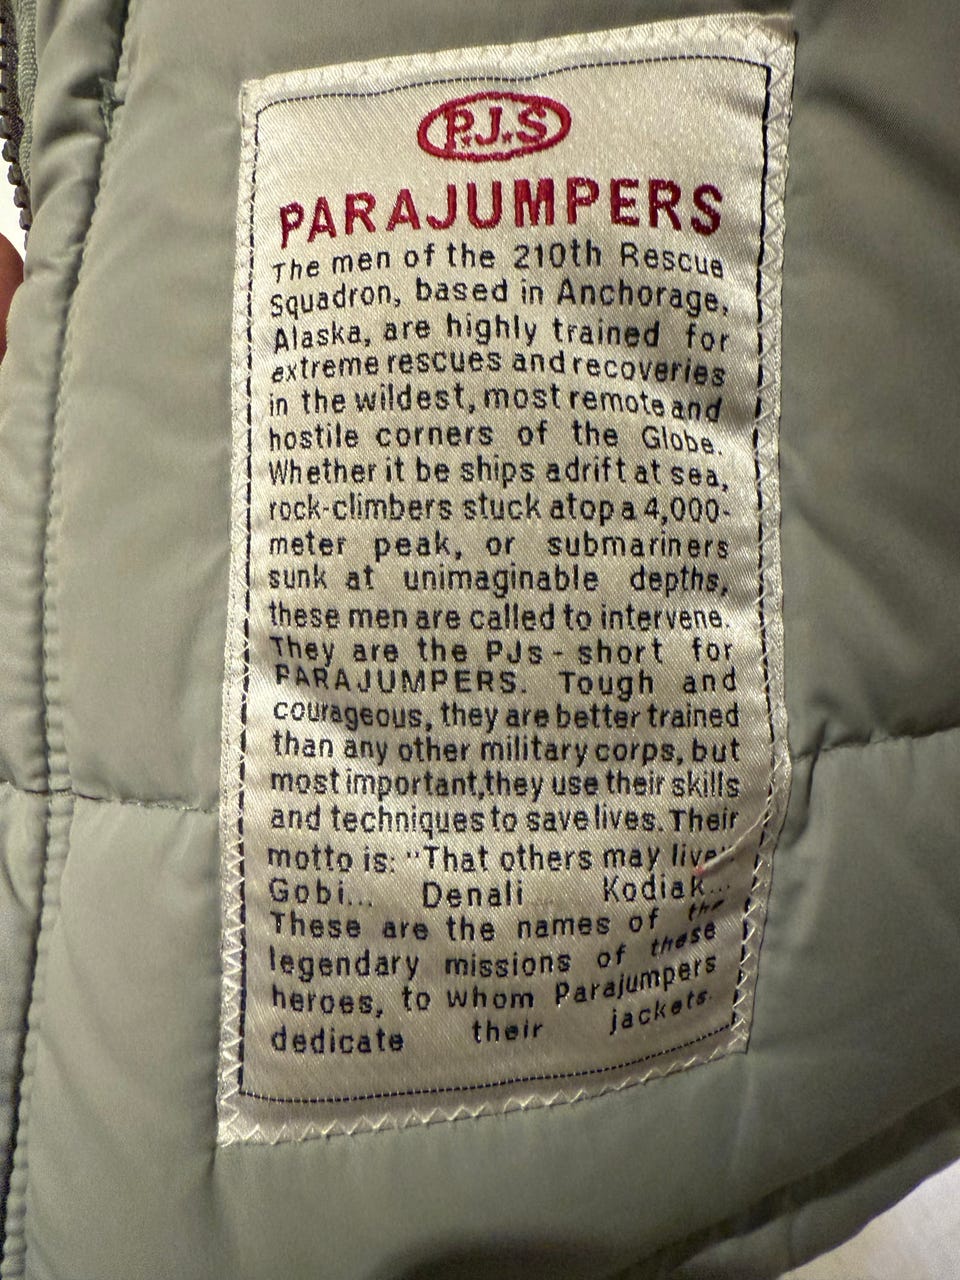 P.J.S
PARAJUMPERS
The men of the 210th Rescue
Squadron, based in Anchorage,
Alaska, are highly trained for
extreme rescues and recoveries
in the wildest, most remote and
hostile corners of the Globe.
Whether it be ships adrift at sea,
rock-climbers stuck atop a 4,000-
meter peak, or submariners
sunk at unimaginable depths,
these men are called to intervene.
They are the PJs - short for
PARAJUMPERS. Tough and
courageous, they are better trained
than any other military corps, but
most important,they use their skills
and techniques to save lives. Their
motto is: "That others may live".
Gobi... Denali ... Kodiak...
These are the names of the
legendary missions of these
heroes, to whom Parajumpers
dedicate their jackets.